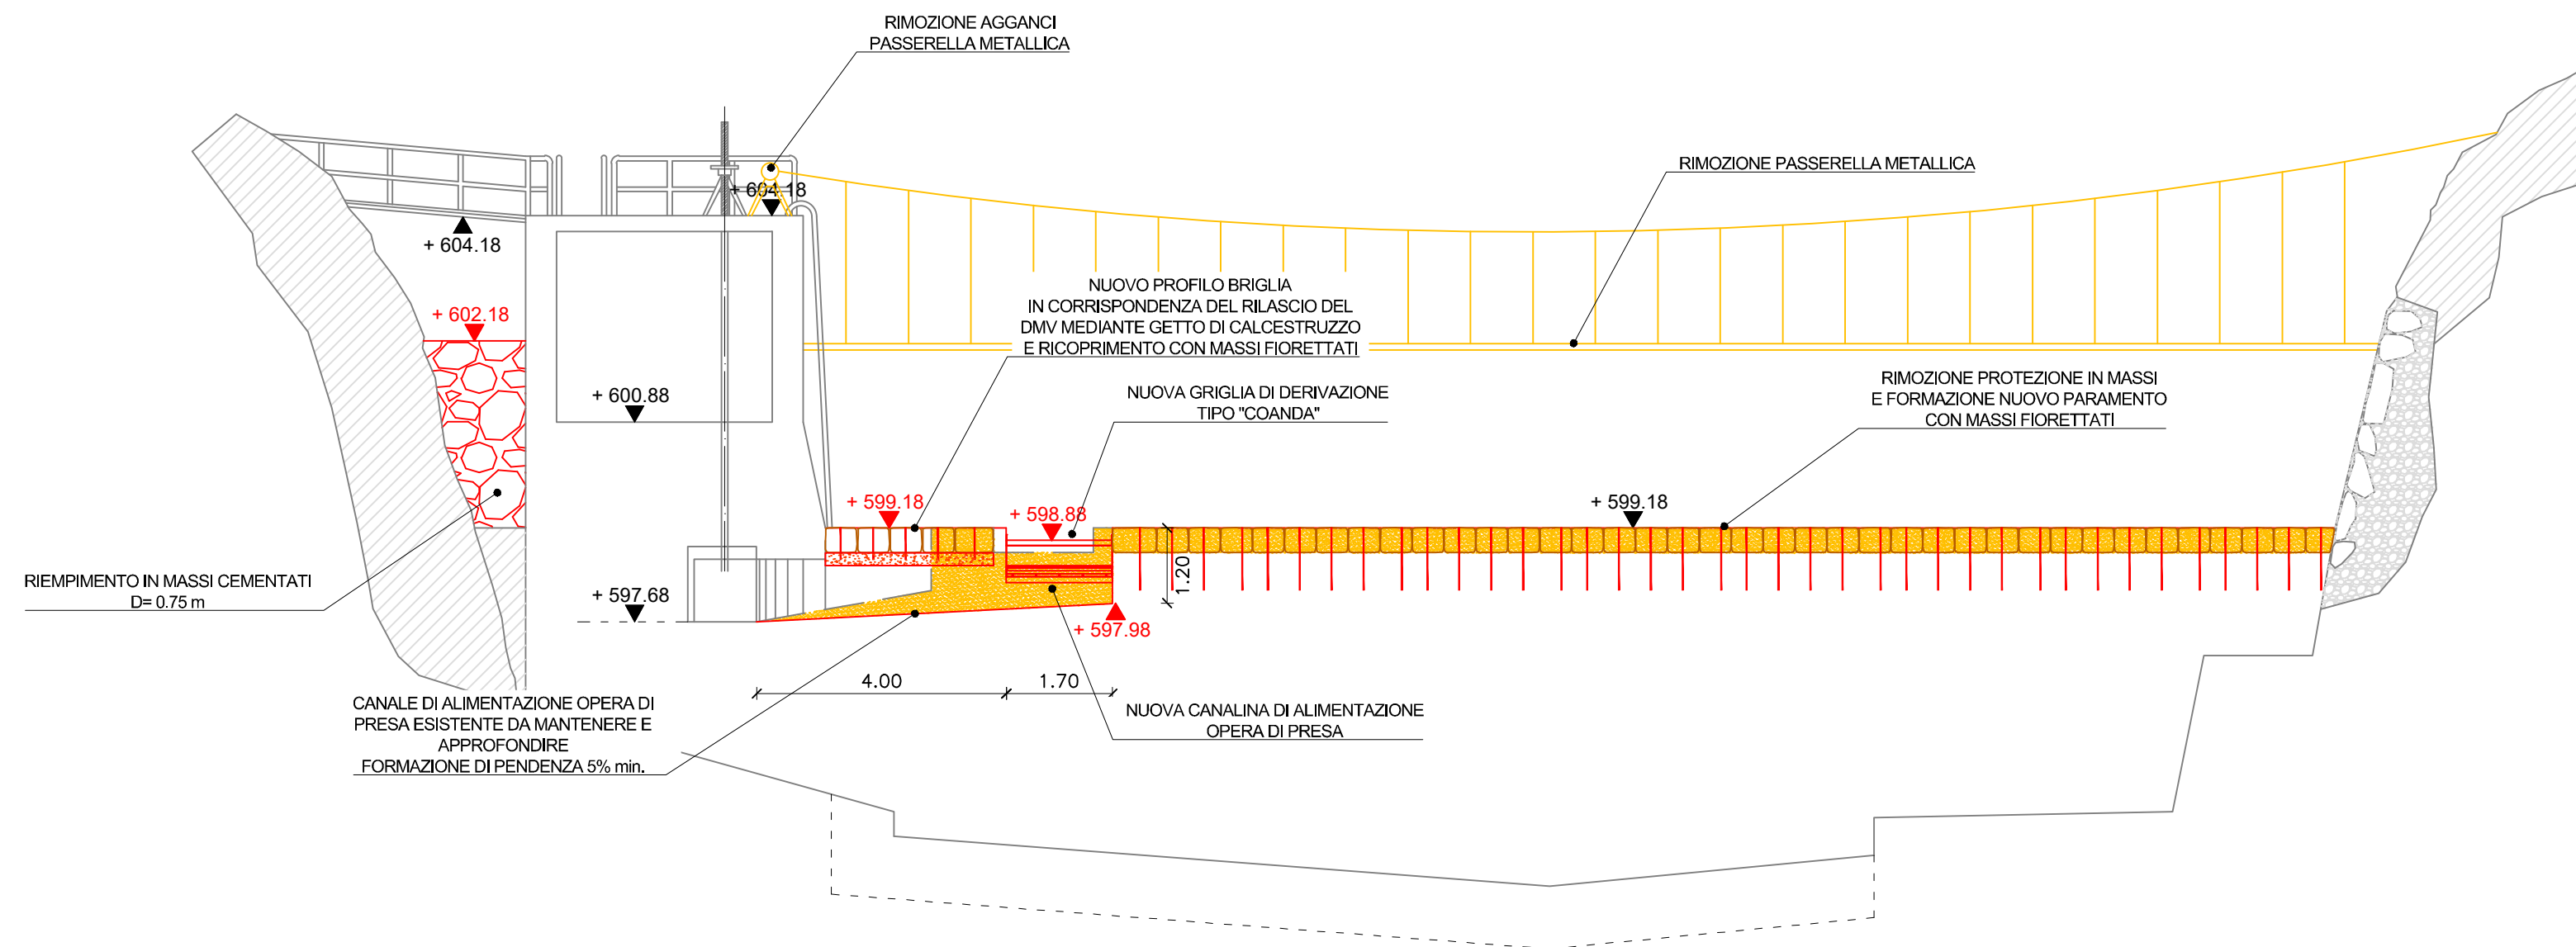 RIMOZIONE AGGANCI
PASSERELLA METALLICA
RIMOZIONE PASSERELLA METALLICA
+ 604.18
+ 604.18
NUOVO PROFILO BRIGLIA
IN CORRISPONDENZA DEL RILASCIO DEL
DMV MEDIANTE GETTO DI CALCESTRUZZO
E RICOPRIMENTO CON MASSI FIORETTATI
+ 602.18
RIMOZIONE PROTEZIONE IN MASSI
E FORMAZIONE NUOVO PARAMENTO
CON MASSI FIORETTATI
NUOVA GRIGLIA DI DERIVAZIONE
TIPO "COANDA"
+ 600.88
+ 599.18
+ 598.88
+ 599.18
1.20
RIEMPIMENTO IN MASSI CEMENTATI
D= 0.75 m
+ 597.68
+ 597.98
4.00
1.70
CANALE DI ALIMENTAZIONE OPERA DI
PRESA ESISTENTE DA MANTENERE E
APPROFONDIRE
FORMAZIONE DI PENDENZA 5% min.
NUOVA CANALINA DI ALIMENTAZIONE
OPERA DI PRESA